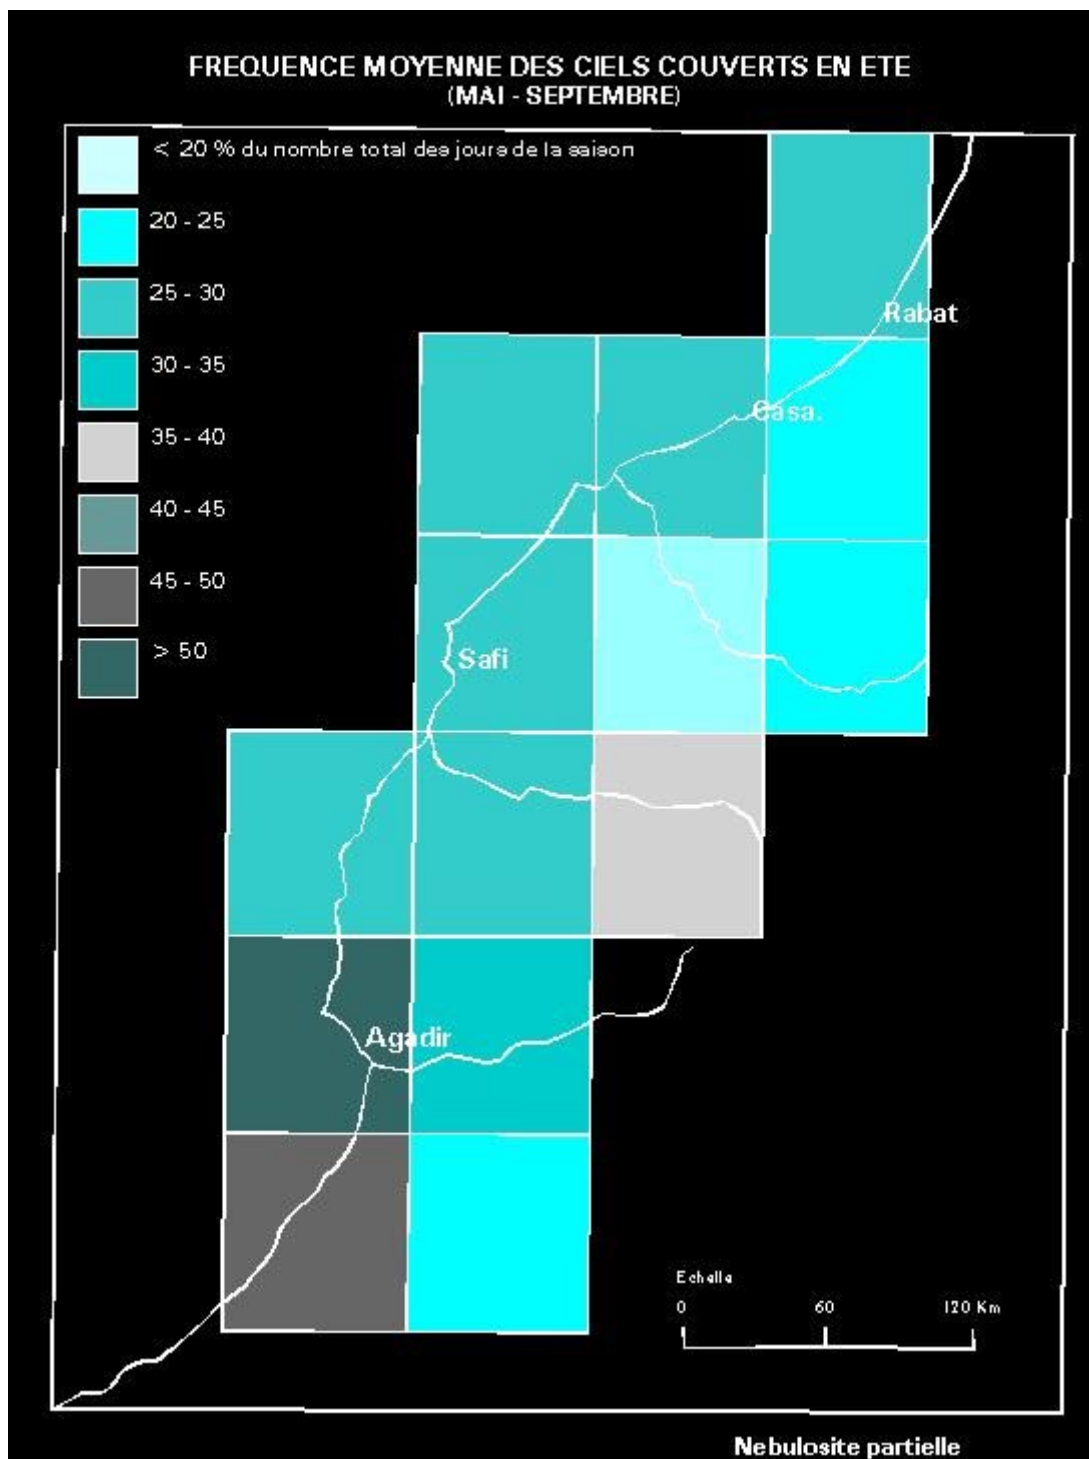 FREQUENCE MOYENNE DES CIELS COUVERTS EN ETE
(MAI - SEPTEMBRE)
< 20 % du nombre total des jours de la saison
20 - 25
25 - 30
30 - 35
35 - 40
40 - 45
45 - 50
> 50
Rabat
Casa.
Safi
Agadir
Echelle
0 60 120 Km
Nebulosite partielle